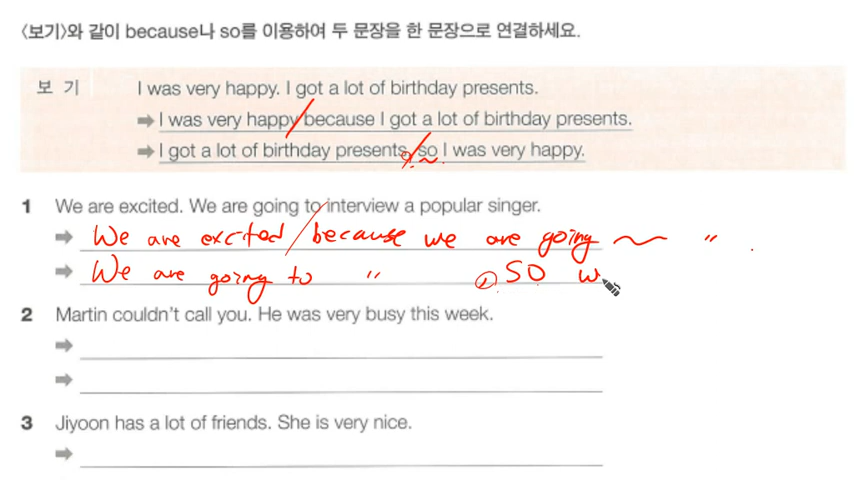 <보기>와 같이 because나 so를 이용하여 두 문장을 한 문장으로 연결하세요.
보 기 I was very happy. I got a lot of birthday presents.
➡ I was very happy because I got a lot of birthday presents.
➡ I got a lot of birthday presents, so I was very happy.
1 We are excited. We are going to interview a popular singer.
➡ We are excited / because we are going ~ " .
➡ We are going to " , so w
2 Martin couldn't call you. He was very busy this week.
➡
➡
3 Jiyoon has a lot of friends. She is very nice.
➡